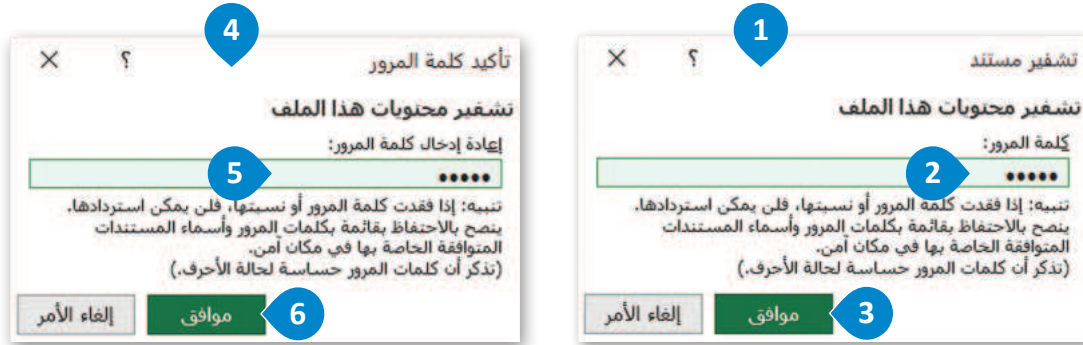 1
تشفير مستند ؟ ×
تشفير محتويات هذا الملف
كلمة المرور:
••••• 2
تنبيه: إذا فقدت كلمة المرور أو نسيتها، فلن يمكن استردادها.
ينصح بالاحتفاظ بقائمة بكلمات المرور وأسماء المستندات
المتوافقة الخاصة بها في مكان آمن.
(تذكر أن كلمات المرور حساسة لحالة الأحرف.)
3 موافق إلغاء الأمر
4
تأكيد كلمة المرور ؟ ×
تشفير محتويات هذا الملف
إعادة إدخال كلمة المرور:
••••• 5
تنبيه: إذا فقدت كلمة المرور أو نسيتها، فلن يمكن استردادها.
ينصح بالاحتفاظ بقائمة بكلمات المرور وأسماء المستندات
المتوافقة الخاصة بها في مكان آمن.
(تذكر أن كلمات المرور حساسة لحالة الأحرف.)
6 موافق إلغاء الأمر